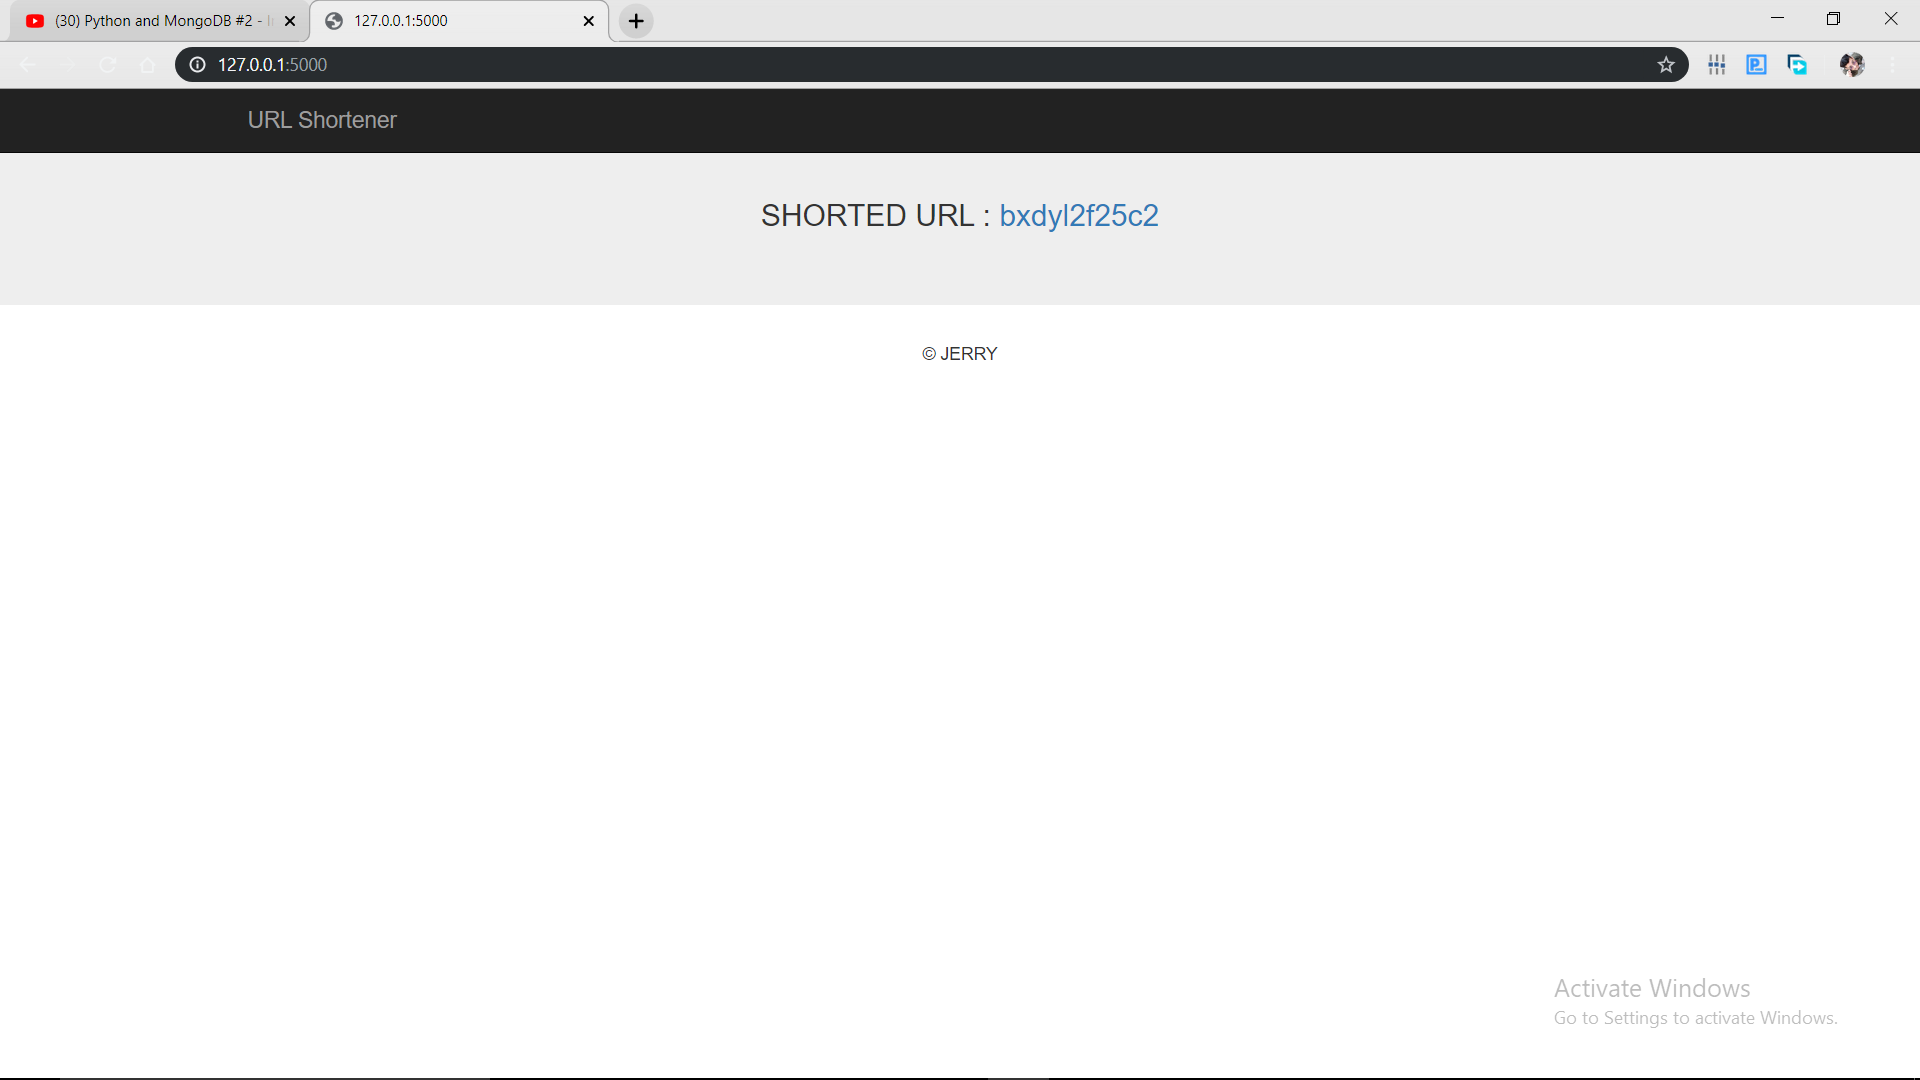 (30) Python and MongoDB #2 -
127.0.0.1:5000
127.0.0.1:5000
URL Shortener
SHORTED URL : bxdyl2f25c2
© JERRY
Activate Windows
Go to Settings to activate Windows.